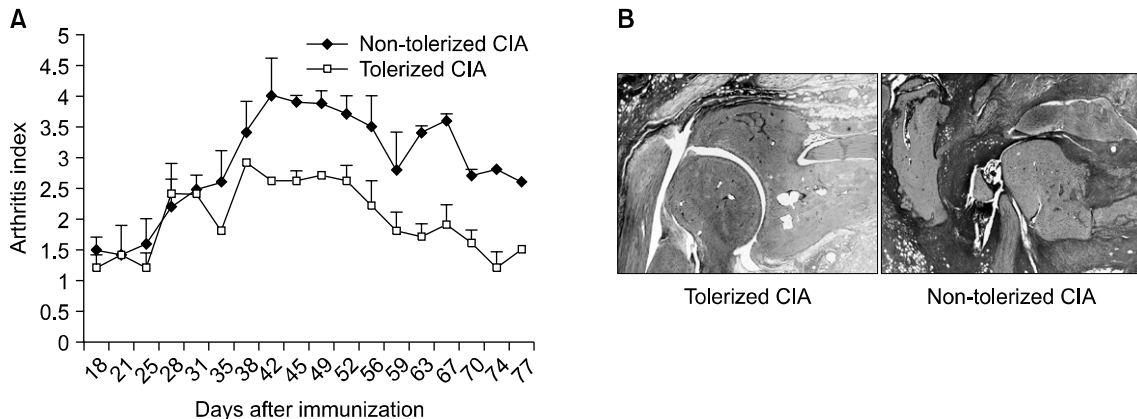 A
Arthritis index
5
4.5
4
3.5
3
2.5
2
1.5
1
0.5
0
Non-tolerized CIA
Tolerized CIA
18 21 25 28 31 35 38 42 45 49 52 56 59 63 67 70 74 77
Days after immunization
B
Tolerized CIA
Non-tolerized CIA